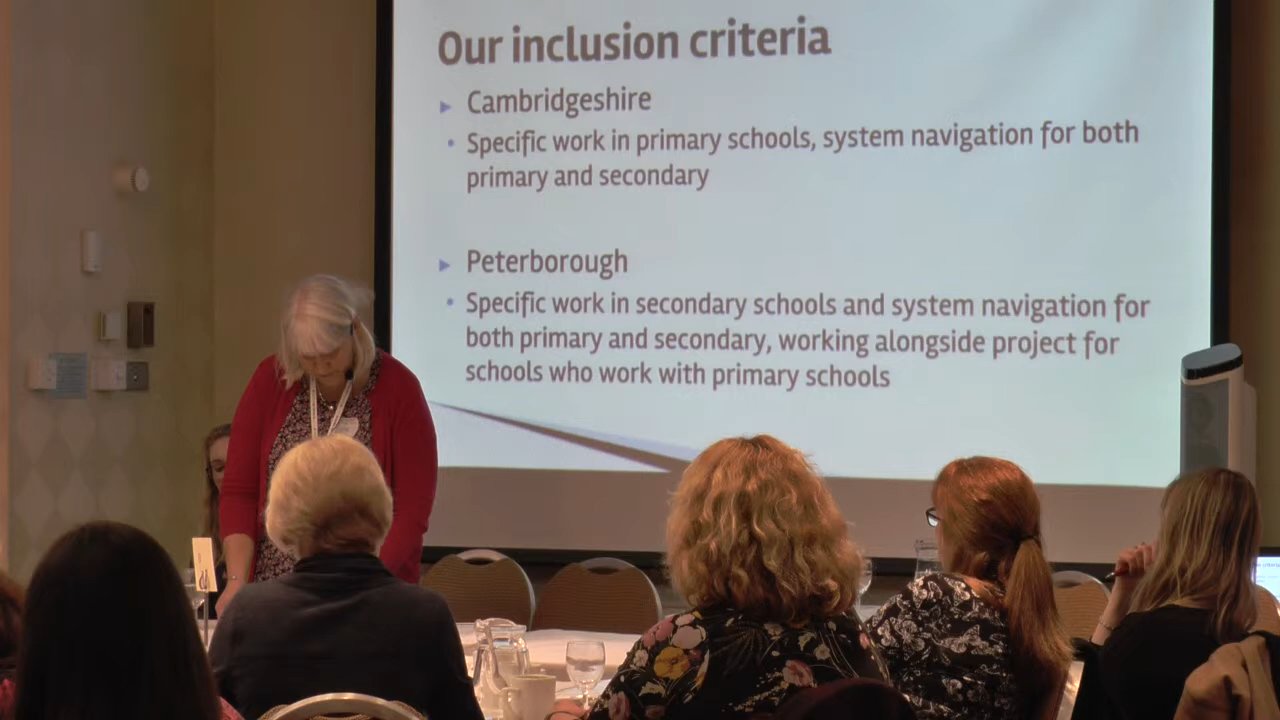 Our inclusion criteria
Cambridgeshire
Specific work in primary schools, system navigation for both
primary and secondary
Peterborough
Specific work in secondary schools and system navigation for
both primary and secondary, working alongside project for
schools who work with primary schools